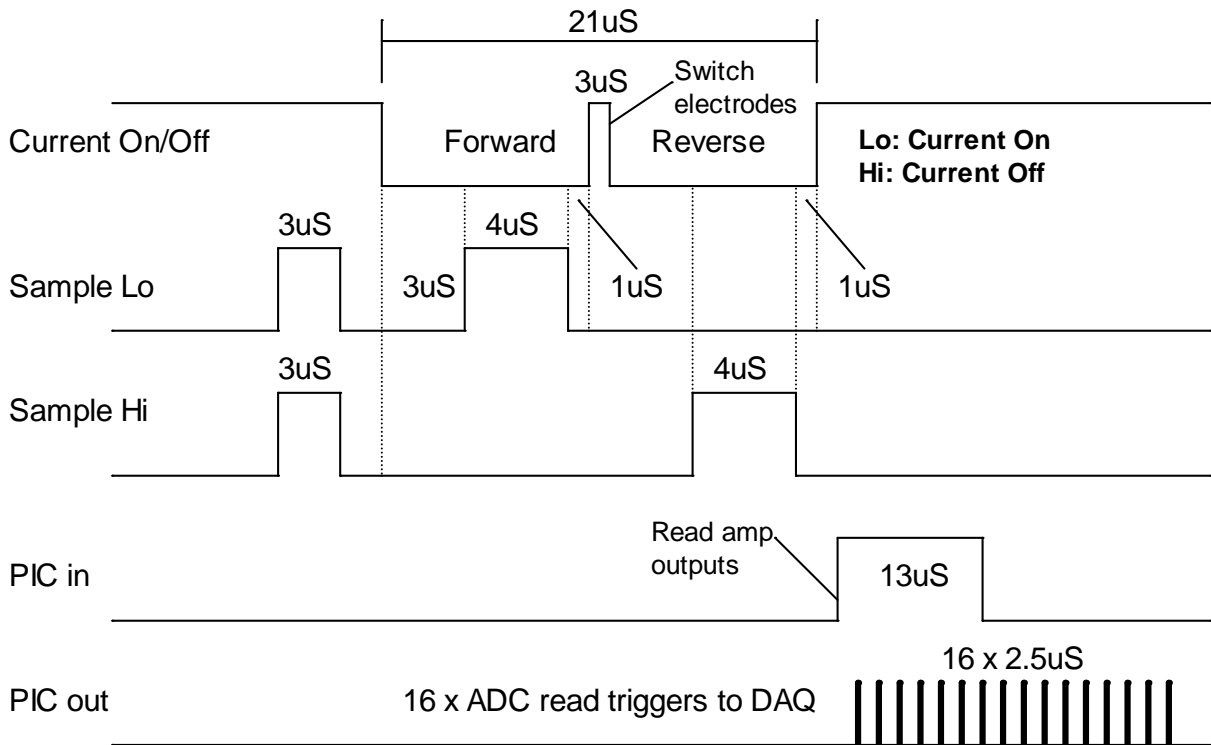 21uS
3uS
Switch
electrodes
Current On/Off
Forward
Reverse
Lo: Current On
Hi: Current Off
3uS
4uS
Sample Lo
3uS
1uS
1uS
3uS
4uS
Sample Hi
Read amp
outputs
PIC in
13uS
16 x 2.5uS
PIC out
16 x ADC read triggers to DAQ